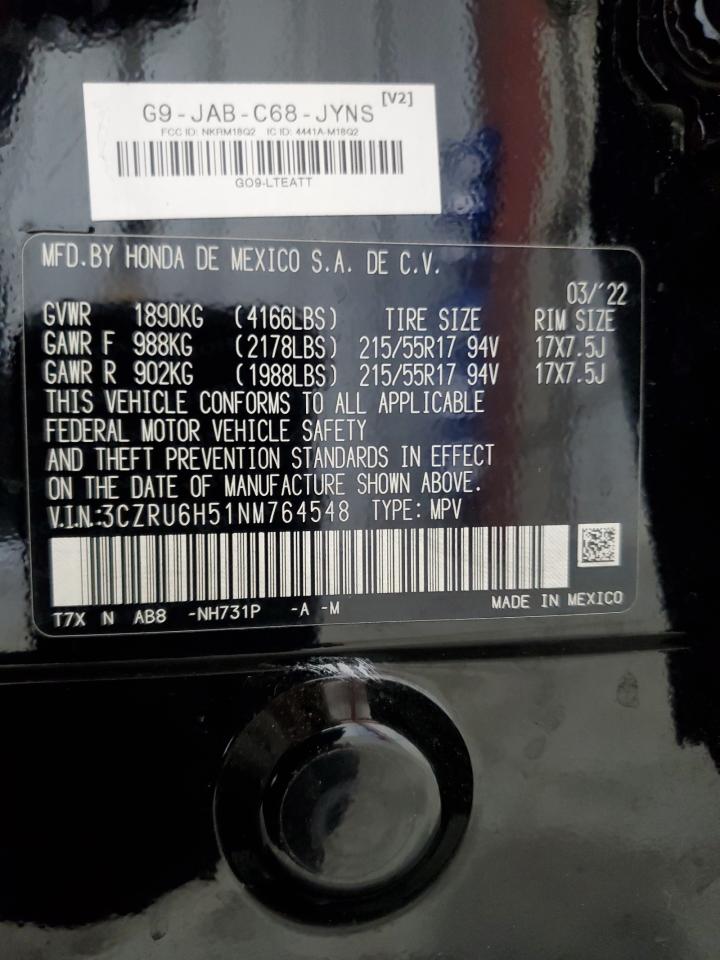 G9-JAB-C68-JYNS [V2]
FCC ID: NKRM18Q2 IC ID: 4441A-M18Q2
GO9-LTEATT
MFD.BY HONDA DE MEXICO S.A. DE C.V.
03/'22
GVWR 1890KG (4166LBS) TIRE SIZE RIM SIZE
GAWR F 988KG (2178LBS) 215/55R17 94V 17X7.5J
GAWR R 902KG (1988LBS) 215/55R17 94V 17X7.5J
THIS VEHICLE CONFORMS TO ALL APPLICABLE
FEDERAL MOTOR VEHICLE SAFETY
AND THEFT PREVENTION STANDARDS IN EFFECT
ON THE DATE OF MANUFACTURE SHOWN ABOVE.
V.I.N.:3CZRU6H51NM764548 TYPE: MPV
T7X N AB8 -NH731P -A -M MADE IN MEXICO